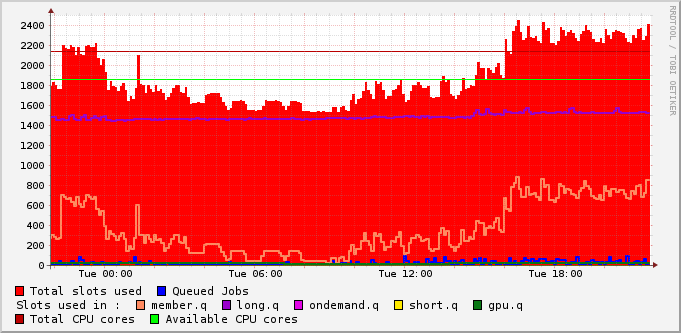 RRDTOOL / TOBI OETIKER
2400
2200
2000
1800
1600
1400
1200
1000
800
600
400
200
0
Tue 00:00 Tue 06:00 Tue 12:00 Tue 18:00
Total slots used Queued Jobs
Slots used in : member.q long.q ondemand.q short.q gpu.q
Total CPU cores Available CPU cores